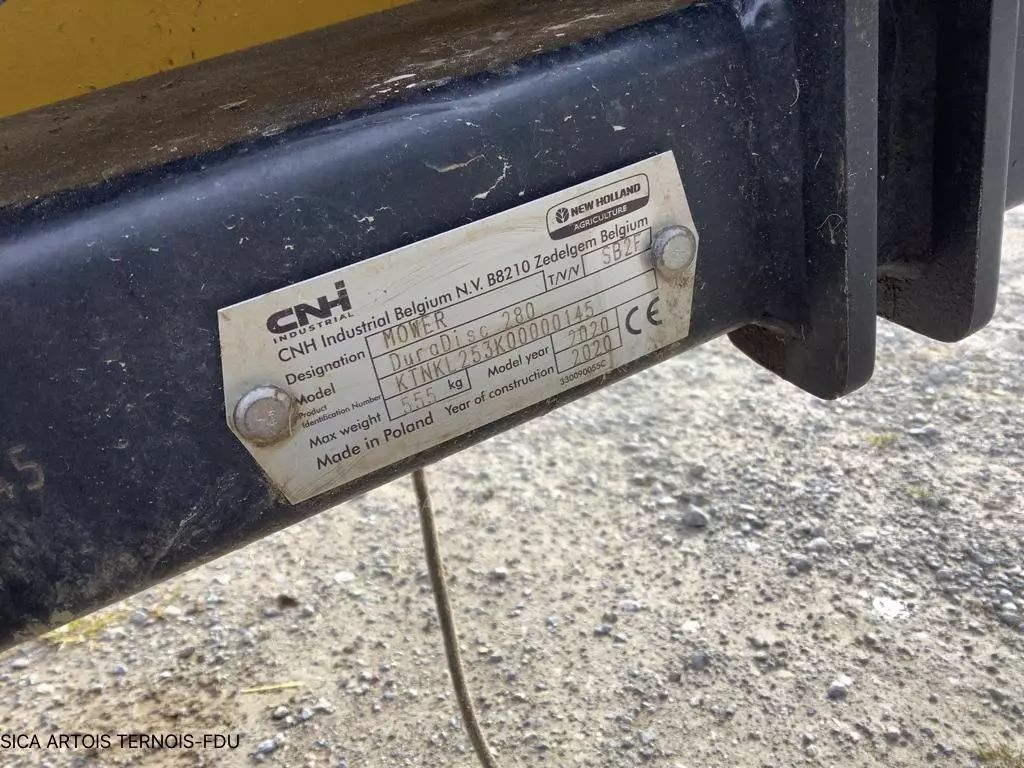 NEW HOLLAND
AGRICULTURE
CNH
INDUSTRIAL
CNH Industrial Belgium N.V. B8210 Zedelgem Belgium
Designation MOWER T/V/V SB2F
Model DuraDisc 280
Product Identification Number KTNKL253K00000145
Max weight 555 kg Model year 2020
Made in Poland Year of construction 2020
CE
330090055C
45
SICA ARTOIS TERNOIS-FDU